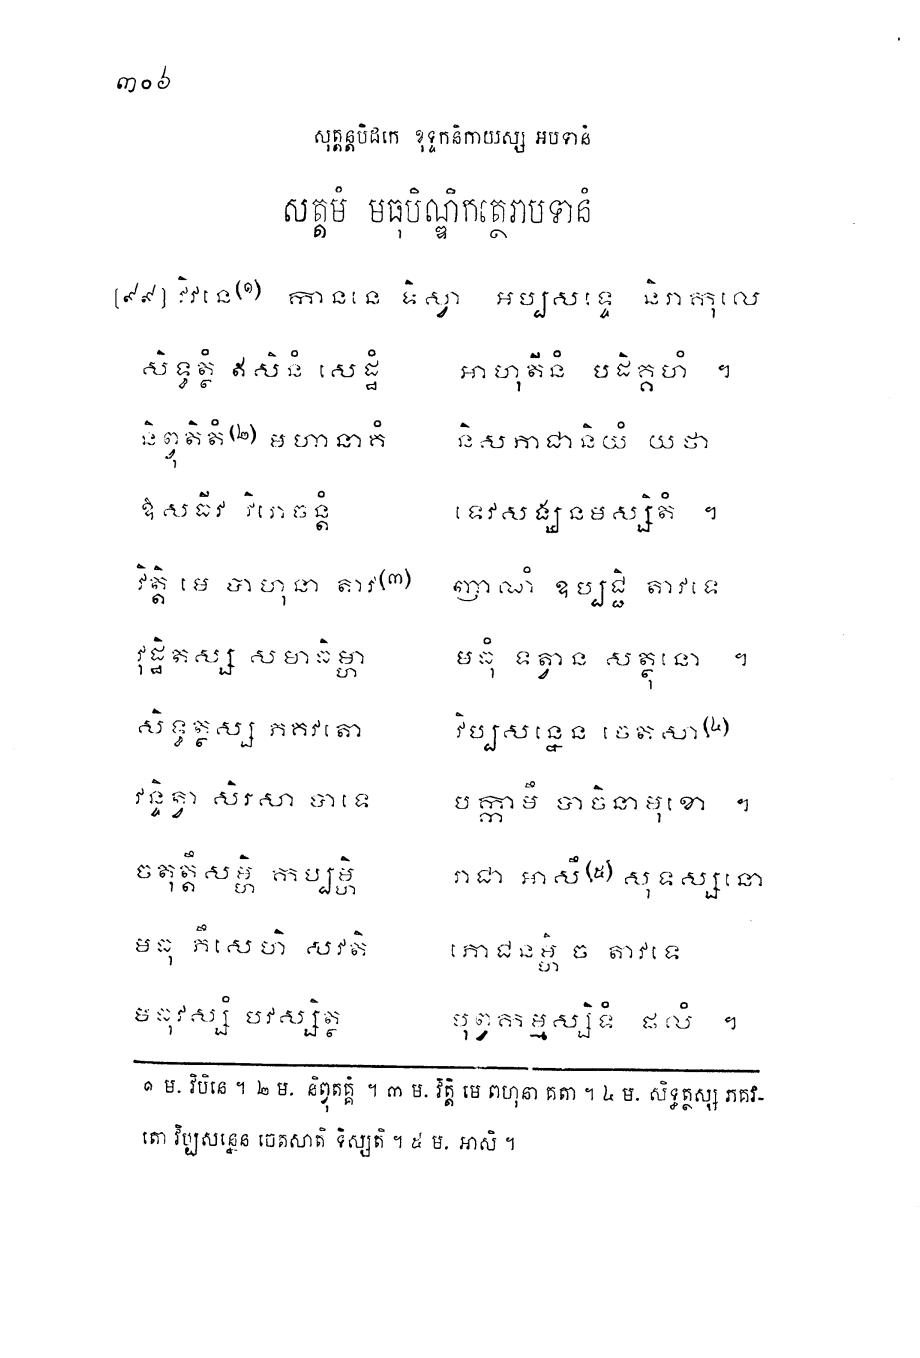 ៣០៦
សុត្តន្តបិដកេ ខុទ្ទកនិកាយស្ស អបទានំ
សត្តមំ មធុបិណ្ឌិកត្ថេរាបទានំ
[៩៩] វិវនេ(១) កាននេ ទិស្វា អប្បសទ្ទេ និរាកុលេ
សិទ្ធត្ថំ ឥសិនំ សេដ្ឋំ អាហុតីនំ បដិគ្គហំ ។
និព្វុតិតំ(២) មហានាគំ និសភាជានិយំ យថា
ឱសធីវ វិរោចន្តំ ទេវសង្ឃនមស្សិតំ ។
វិត្តិ មេ បាហុនា តាវ(៣) ញាណំ ឧប្បជ្ជិ តាវទេ
វុដ្ឋិតស្ស សមាធិម្ហា មធុំ ទត្វាន សត្ថុនោ ។
សិទ្ធត្ថស្ស ភគវតោ វិប្បសន្នេន ចេតសា(៤)
វន្ទិត្វា សិរសា បាទេ បក្កាមឹ បាចិនាមុខោ ។
ចតុត្តឹសម្ហិ កប្បម្ហិ រាជា អាសឹ(៥) សុទស្សនោ
មធុ ភឹសេហិ សវតិ ភោជនម្ហិ ច តាវទេ
មធុវស្សំ បវស្សិត្ថ បុព្វកម្មស្សិទំ ផលំ ។
១ ម. វិបិនេ ។ ២ ម. និព្វុតត្តំ ។ ៣ ម. វិត្តិ មេ ពហុនា គតា ។ ៤ ម. សិទ្ធត្ថស្ស ភគវ-
តោ វិប្បសន្នេន ចេតសាតិ ទិស្សតិ ។ ៥ ម. អាសិ ។